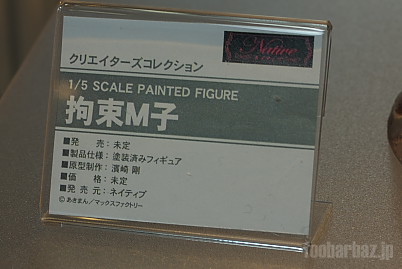 Native
クリエイターズコレクション
1/5 SCALE PAINTED FIGURE
拘束M子
■発　売：未定
■製品仕様：塗装済みフィギュア
■原型制作：濱崎 剛
■価　格：未定
■発 売 元：ネイティブ
©あきまん／マックスファクトリー
foobarbaz.jp